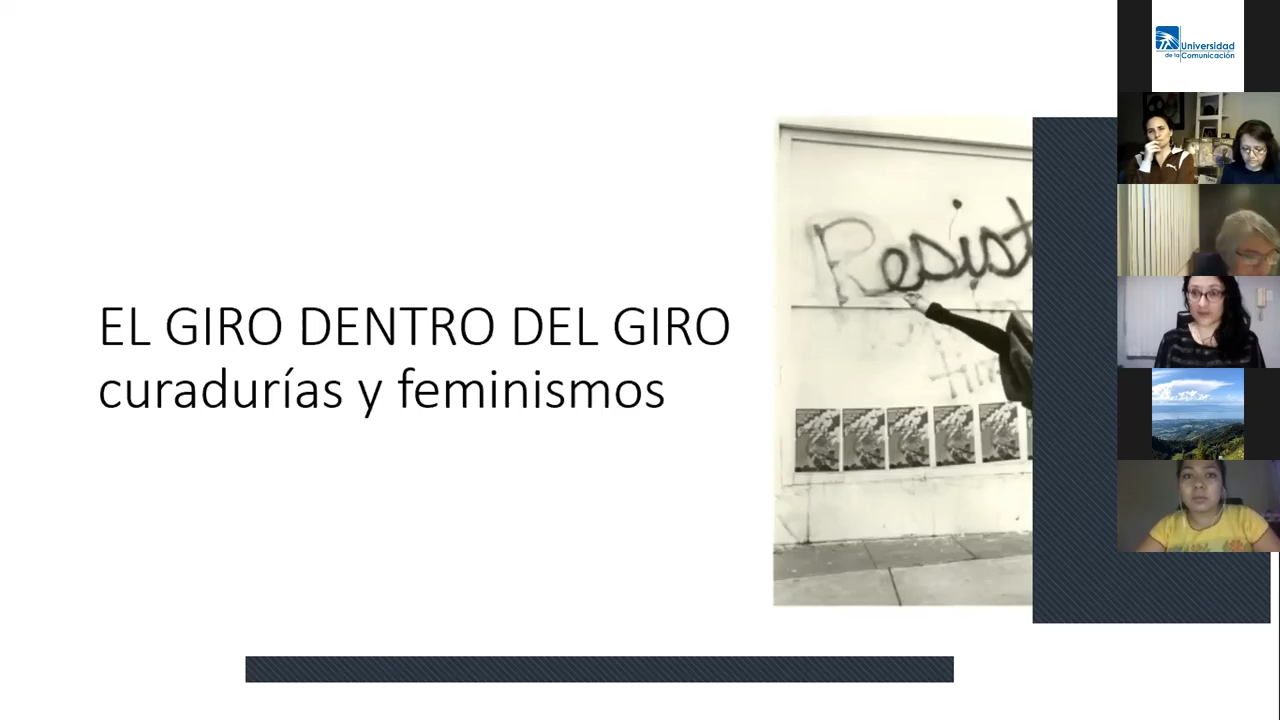 Universidad
de la Comunicación
Resist
EL GIRO DENTRO DEL GIRO
curadurías y feminismos